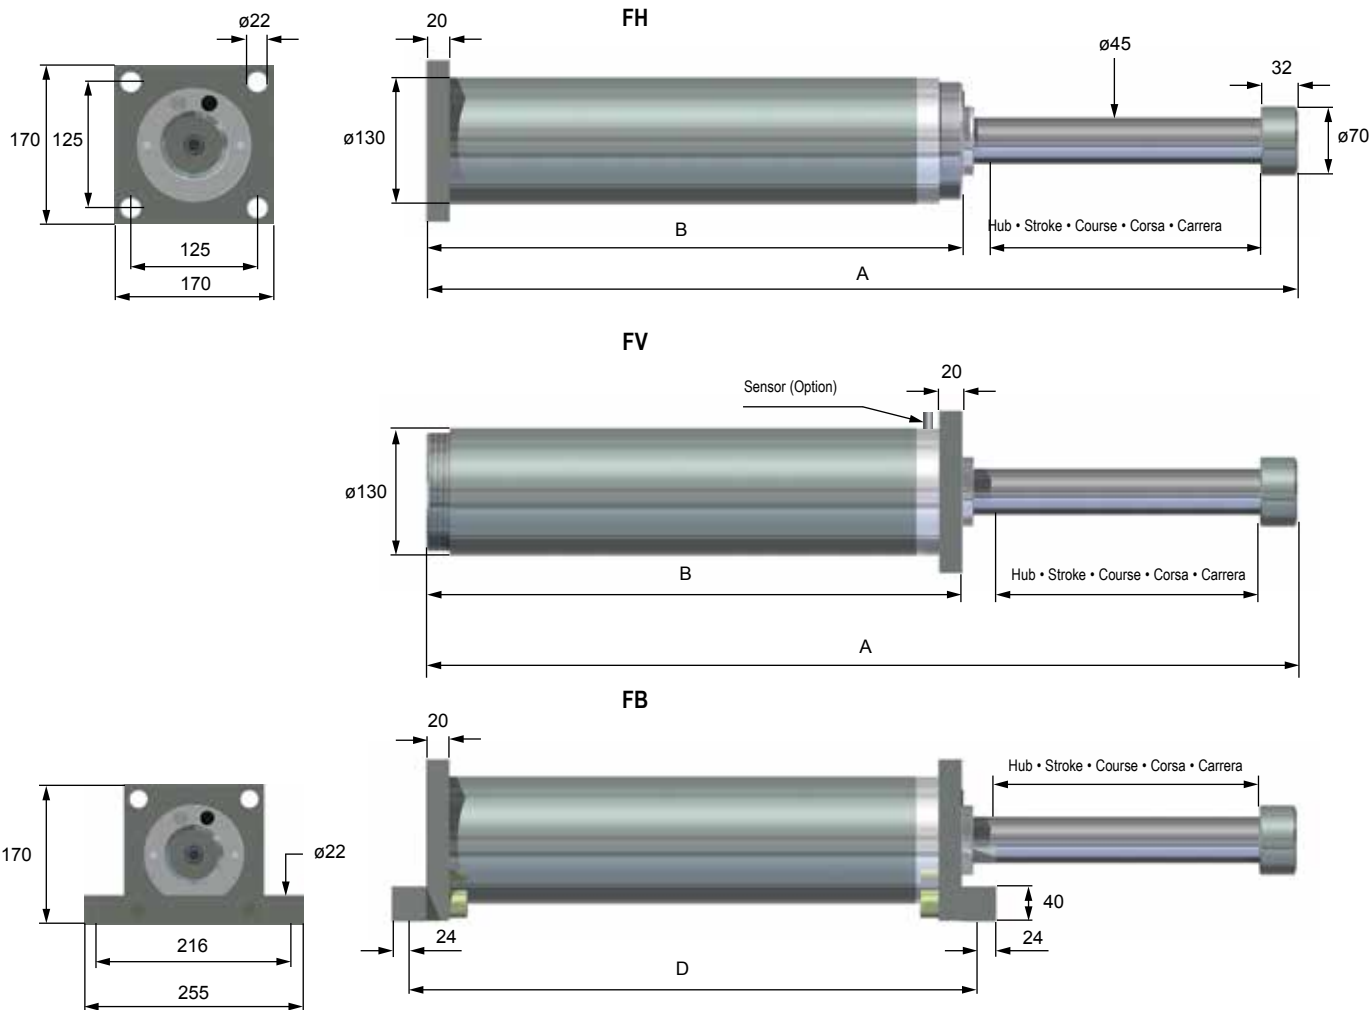 FH
ø22
20
ø45
32
170
125
ø130
ø70
B
Hub • Stroke • Course • Corsa • Carrera
125
A
170
FV
Sensor (Option)
20
ø130
B
Hub • Stroke • Course • Corsa • Carrera
A
FB
20
Hub • Stroke • Course • Corsa • Carrera
170
ø22
40
216
24
24
D
255